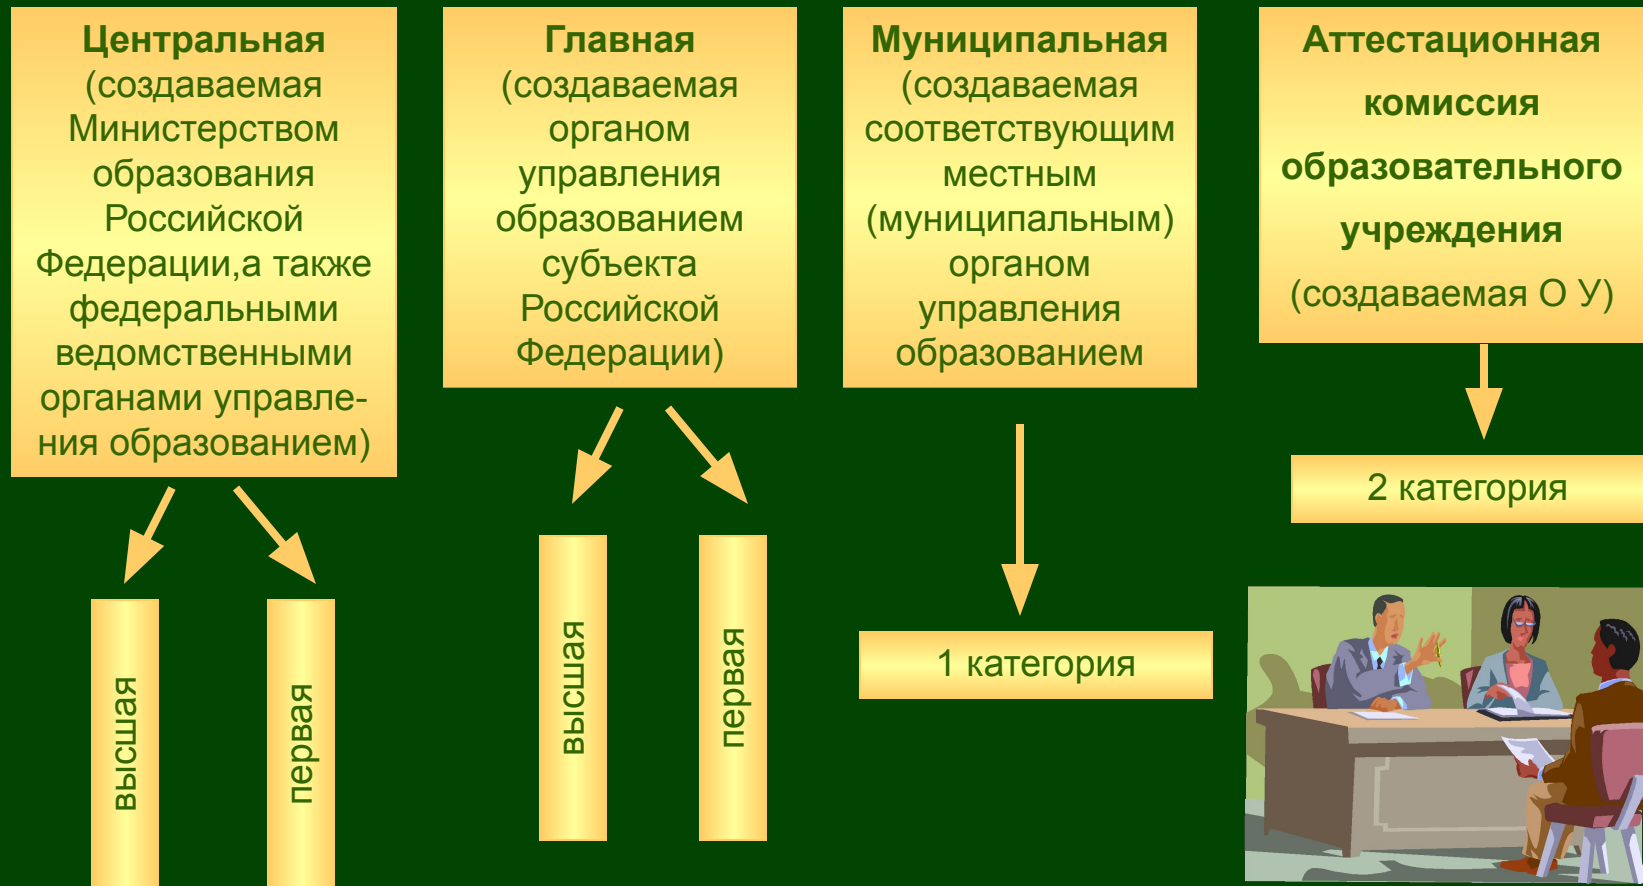 Центральная
(создаваемая
Министерством
образования
Российской
Федерации,а также
федеральными
ведомственными
органами управле-
ния образованием)
высшая
первая
Главная
(создаваемая
органом
управления
образованием
субъекта
Российской
Федерации)
высшая
первая
Муниципальная
(создаваемая
соответствующим
местным
(муниципальным)
органом
управления
образованием
1 категория
Аттестационная
комиссия
образовательного
учреждения
(создаваемая О У)
2 категория